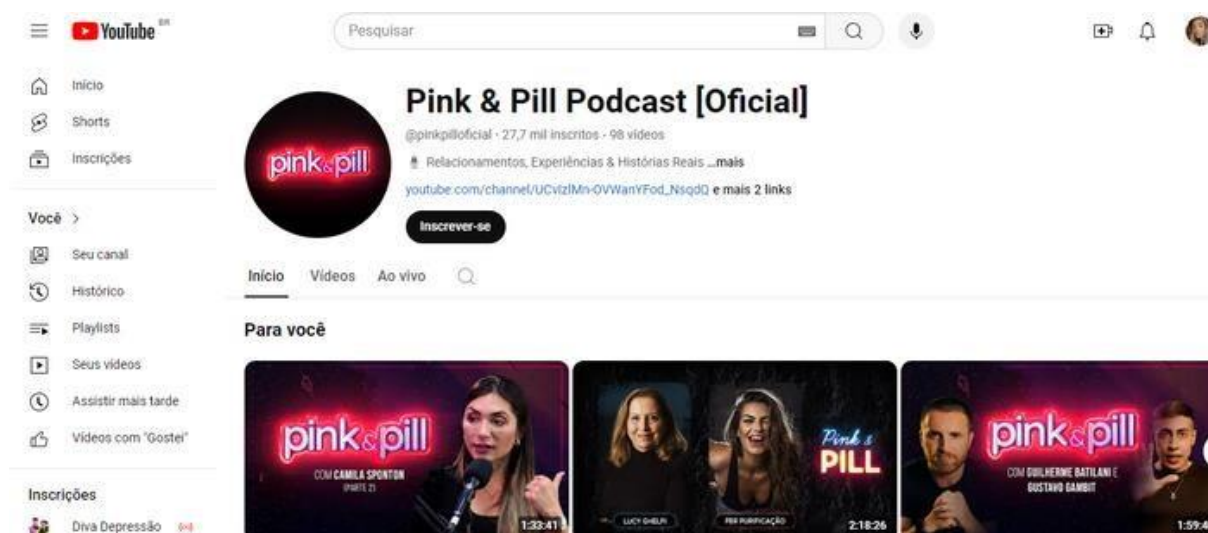 YouTube BR
Pesquisar
Início
Shorts
Inscrições
Você >
Seu canal
Histórico
Playlists
Seus vídeos
Assistir mais tarde
Vídeos com "Gostei"
Inscrições
Diva Depressão
Pink & Pill Podcast [Oficial]
@pinkpilloficial · 27,7 mil inscritos · 98 vídeos
Relacionamentos, Experiências & Histórias Reais ...mais
youtube.com/channel/UCvIzlMn-OVWanYFod_NsqdQ e mais 2 links
Inscrever-se
Início Vídeos Ao vivo
Para você
pink & pill
pink & pill
COM CAMILA SPONTON
(PARTE 2)
1:33:41
Pink &
PILL
LUCY GHELFI
FER PURIFICAÇÃO
2:18:26
pink & pill
COM GUILHERME BATILANI E
GUSTAVO GAMBIT
1:59:4